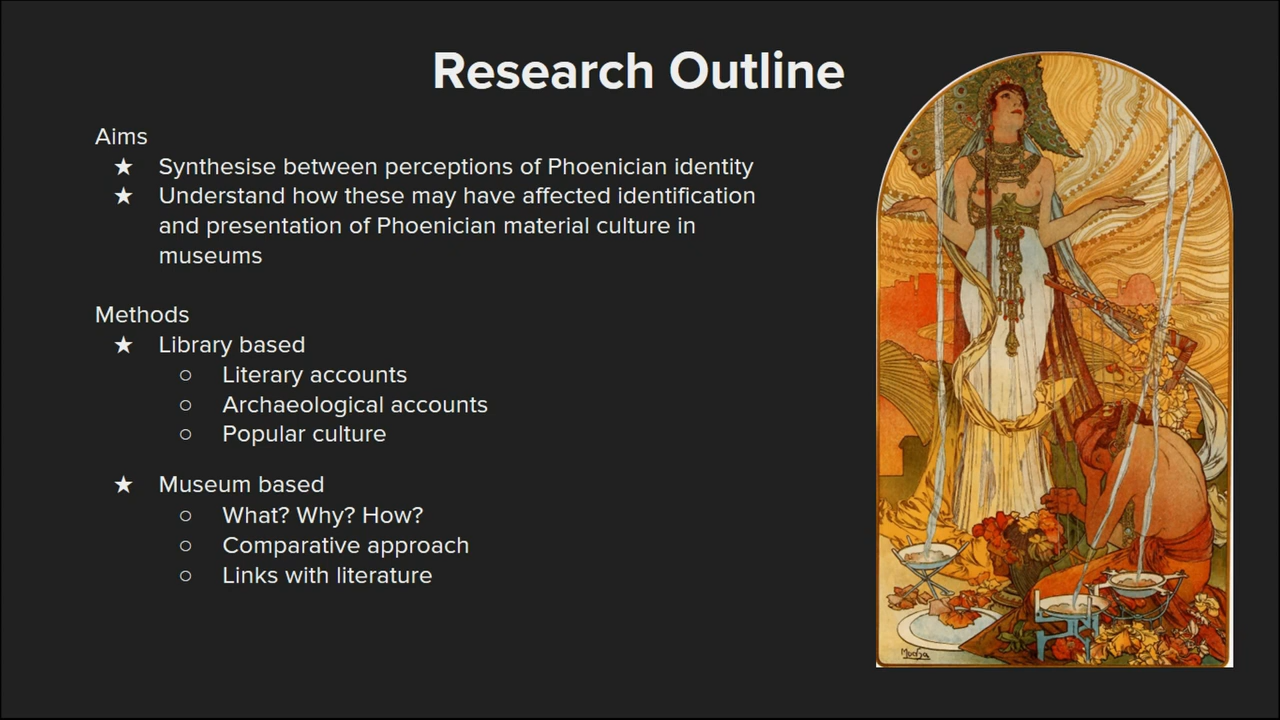 Research Outline
Aims
★ Synthesise between perceptions of Phoenician identity
★ Understand how these may have affected identification
and presentation of Phoenician material culture in
museums
Methods
★ Library based
○ Literary accounts
○ Archaeological accounts
○ Popular culture
★ Museum based
○ What? Why? How?
○ Comparative approach
○ Links with literature